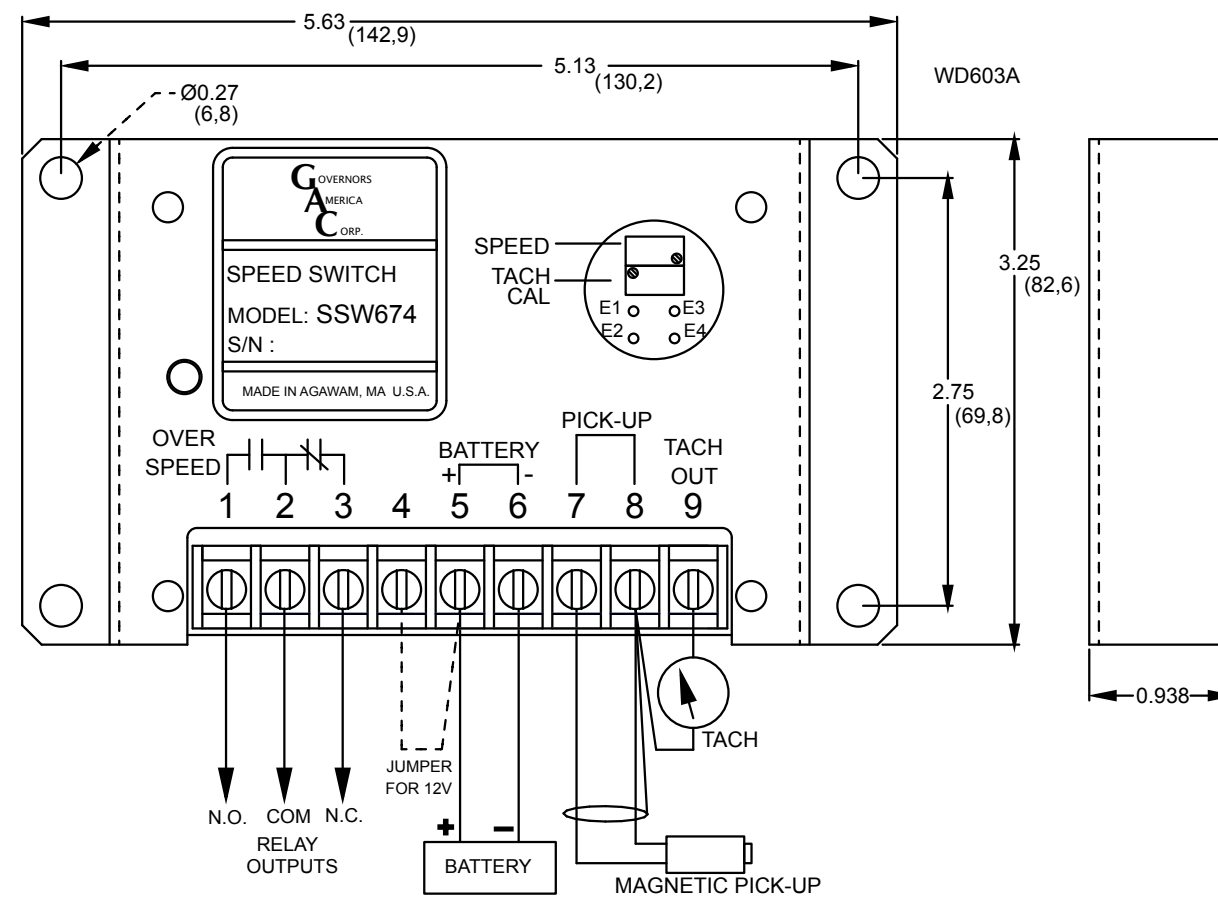 5.63
(142,9)
5.13
(130,2)
WD603A
Ø0.27
(6,8)
GOVERNORS
AMERICA
CORP.
SPEED SWITCH
MODEL: SSW674
S/N :
MADE IN AGAWAM, MA U.S.A.
SPEED
TACH
CAL
E1 E3
E2 E4
3.25
(82,6)
2.75
(69,8)
OVER
SPEED
BATTERY
+ -
PICK-UP
TACH
OUT
1 2 3 4 5 6 7 8 9
0.938
TACH
JUMPER
FOR 12V
N.O. COM N.C.
RELAY
OUTPUTS
+ −
BATTERY
MAGNETIC PICK-UP